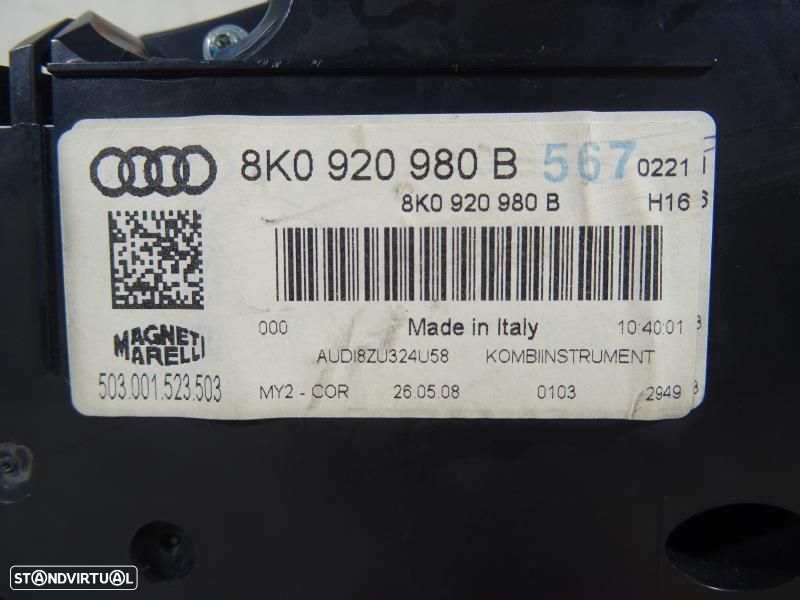 8K0 920 980 B 567 0221 I
8K0 920 980 B H16
000 Made in Italy 10:40:01
MAGNETI MARELLI
AUDI8ZU324U58 KOMBIINSTRUMENT
503.001.523.503
MY2 - COR 26.05.08 0103 2949
STANDVIRTUAL